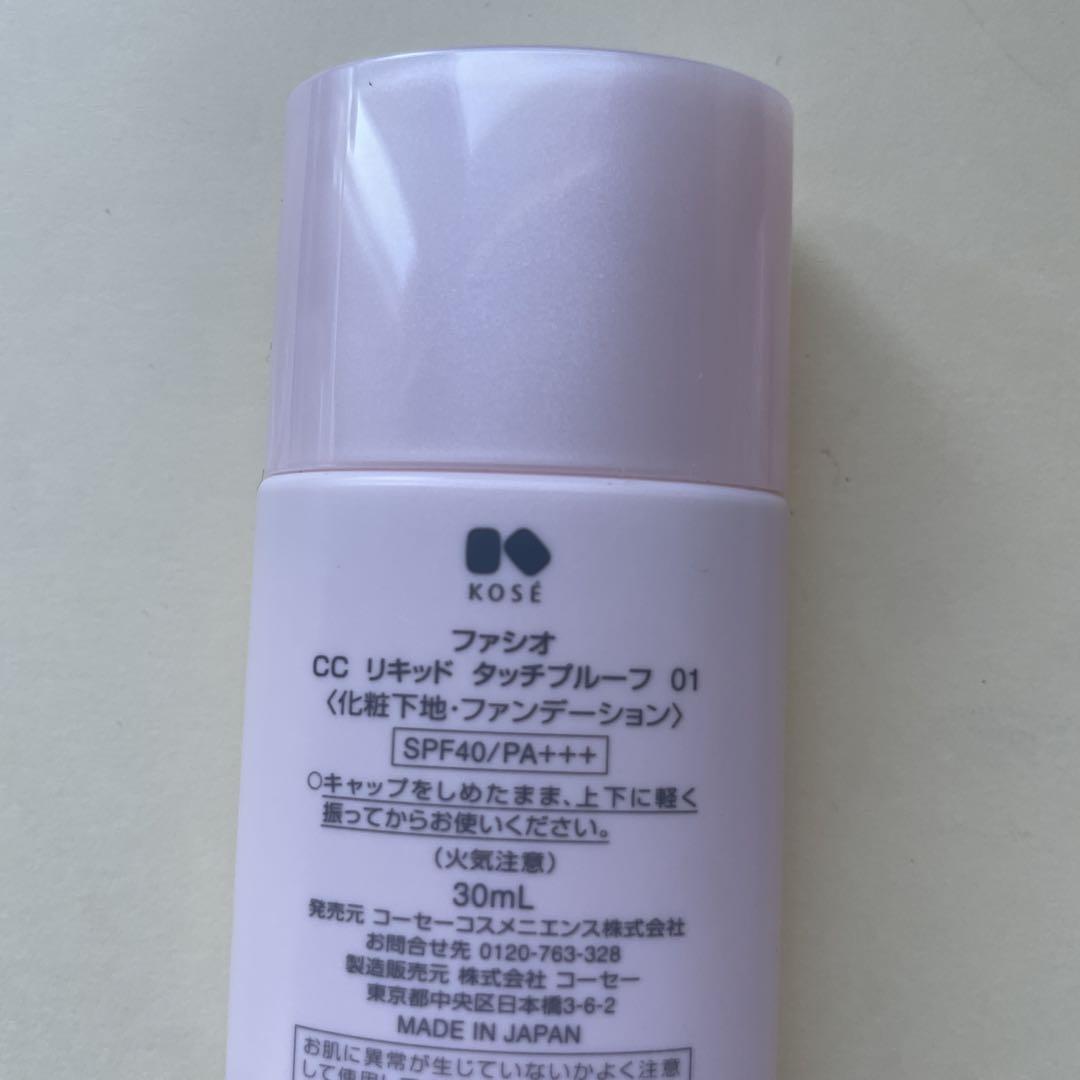 KOSÉ
ファシオ
CC リキッド タッチプルーフ 01
〈化粧下地・ファンデーション〉
SPF40/PA+++
○キャップをしめたまま、上下に軽く
振ってからお使いください。
(火気注意)
30mL
発売元 コーセーコスメニエンス株式会社
お問合せ先 0120-763-328
製造販売元 株式会社 コーセー
東京都中央区日本橋3-6-2
MADE IN JAPAN
お肌に異常が生じていないかよく注意
して使用して